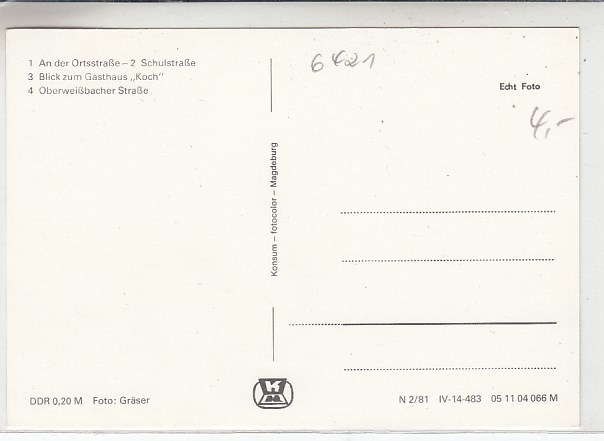 1 An der Ortsstraße – 2 Schulstraße
3 Blick zum Gasthaus „Koch"
4 Oberweißbacher Straße
6421
Echt Foto
4,-
Konsum – fotocolor – Magdeburg
DDR 0,20 M Foto: Gräser
N 2/81 IV-14-483 05 11 04 066 M